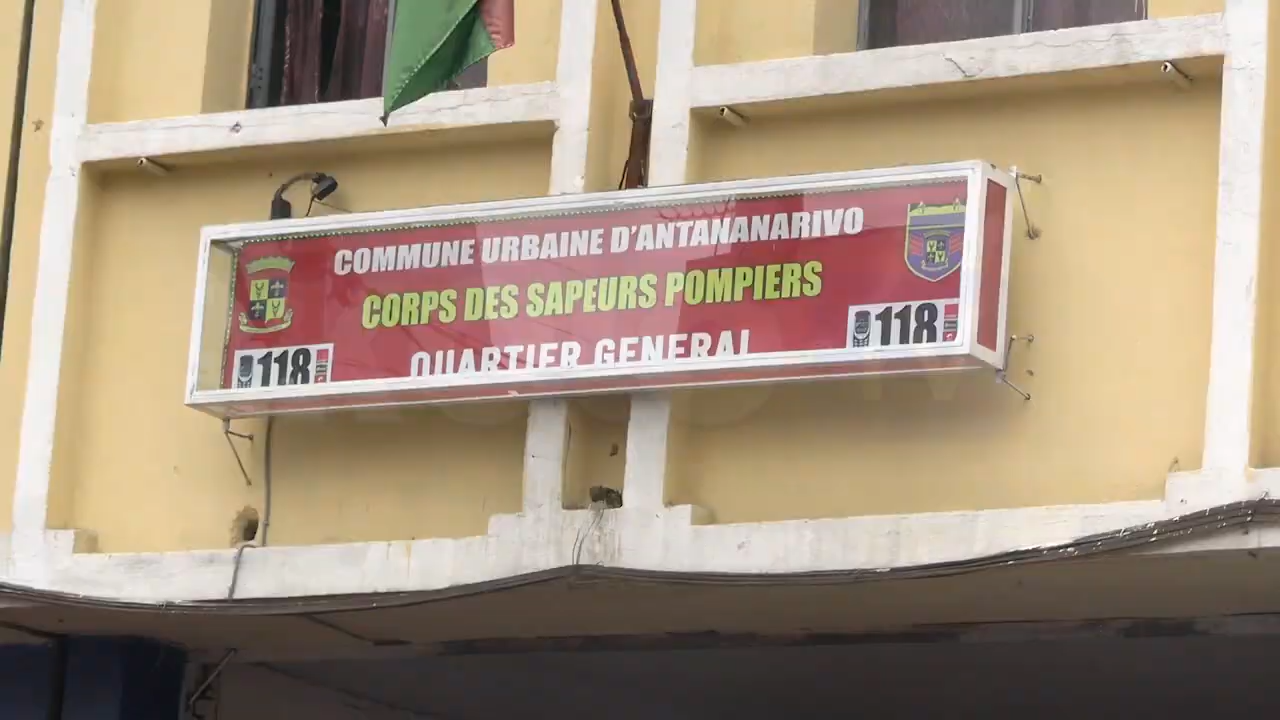 COMMUNE URBAINE D'ANTANANARIVO
CORPS DES SAPEURS POMPIERS
QUARTIER GENERAL
118
118